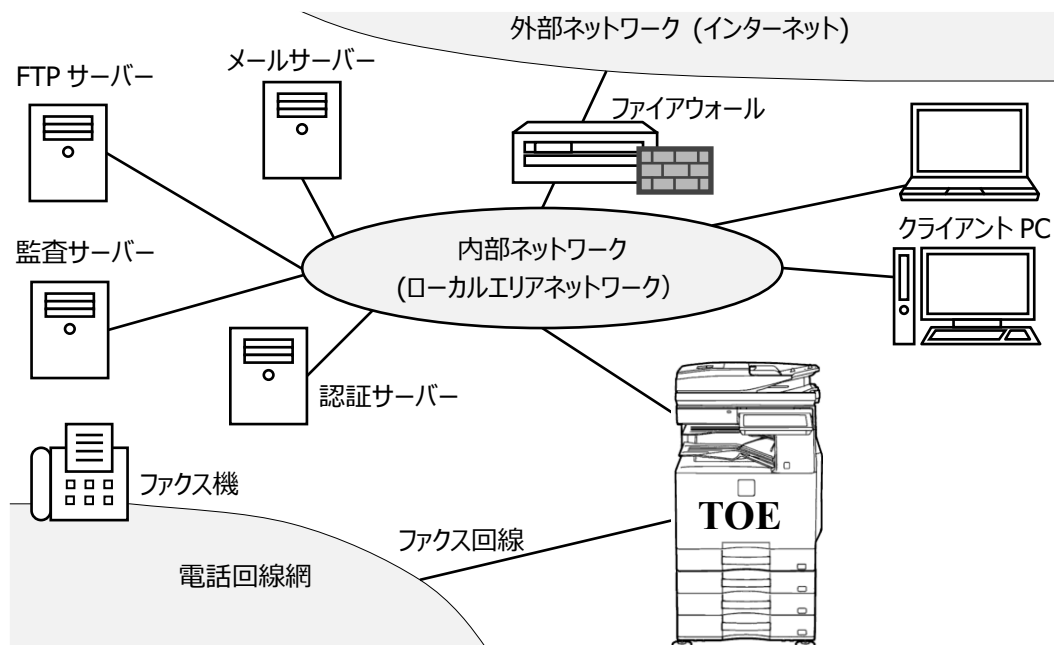 外部ネットワーク (インターネット)
メールサーバー
FTP サーバー
ファイアウォール
クライアント PC
内部ネットワーク
(ローカルエリアネットワーク)
監査サーバー
認証サーバー
ファクス機
TOE
ファクス回線
電話回線網